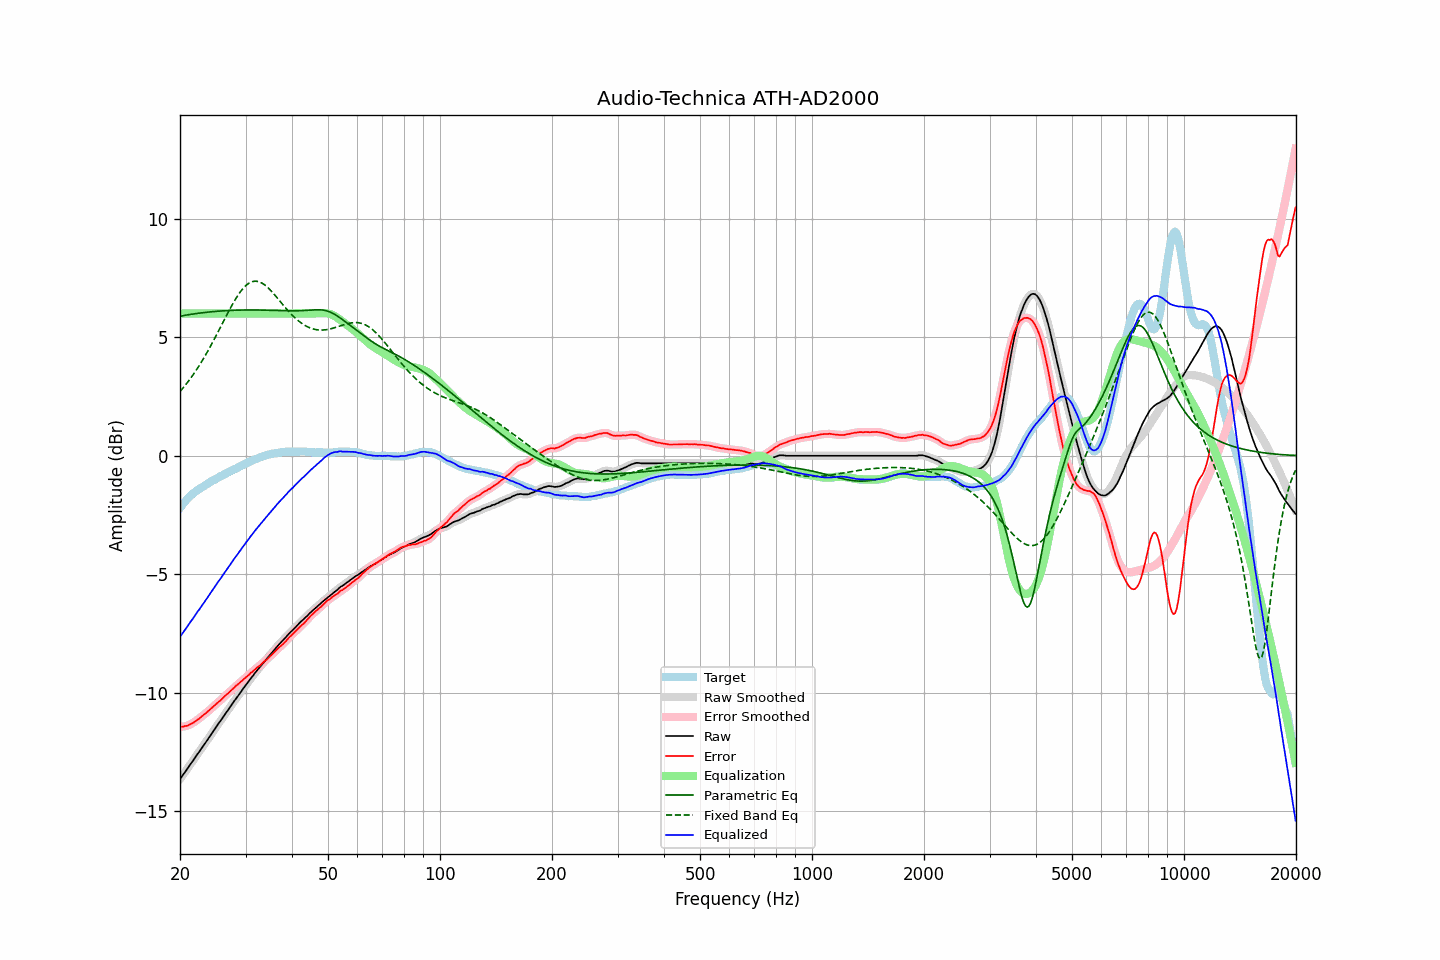 Audio-Technica ATH-AD2000
Amplitude (dBr)
10
5
0
−5
−10
−15
Target
Raw Smoothed
Error Smoothed
Raw
Error
Equalization
Parametric Eq
Fixed Band Eq
Equalized
20 50 100 200 500 1000 2000 5000 10000 20000
Frequency (Hz)